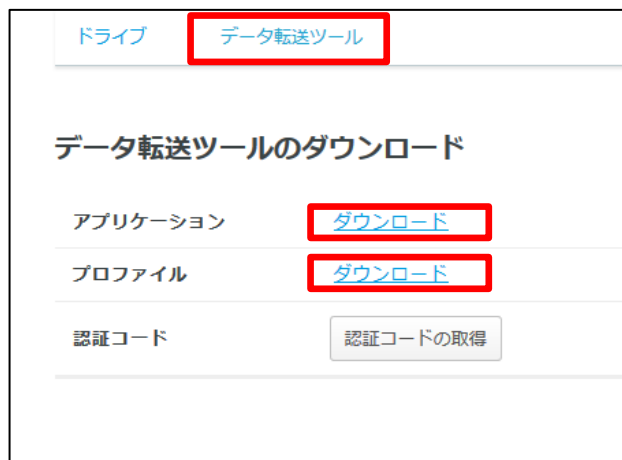 ドライブ データ転送ツール
データ転送ツールのダウンロード
アプリケーション ダウンロード
プロファイル ダウンロード
認証コード 認証コードの取得